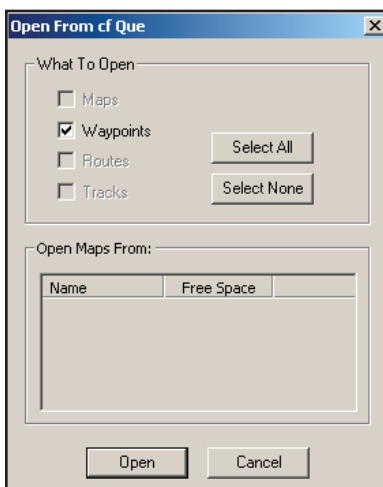 Open From cf Que
What To Open
Maps
Waypoints
Routes
Tracks
Select All
Select None
Open Maps From:
Name Free Space
Open Cancel